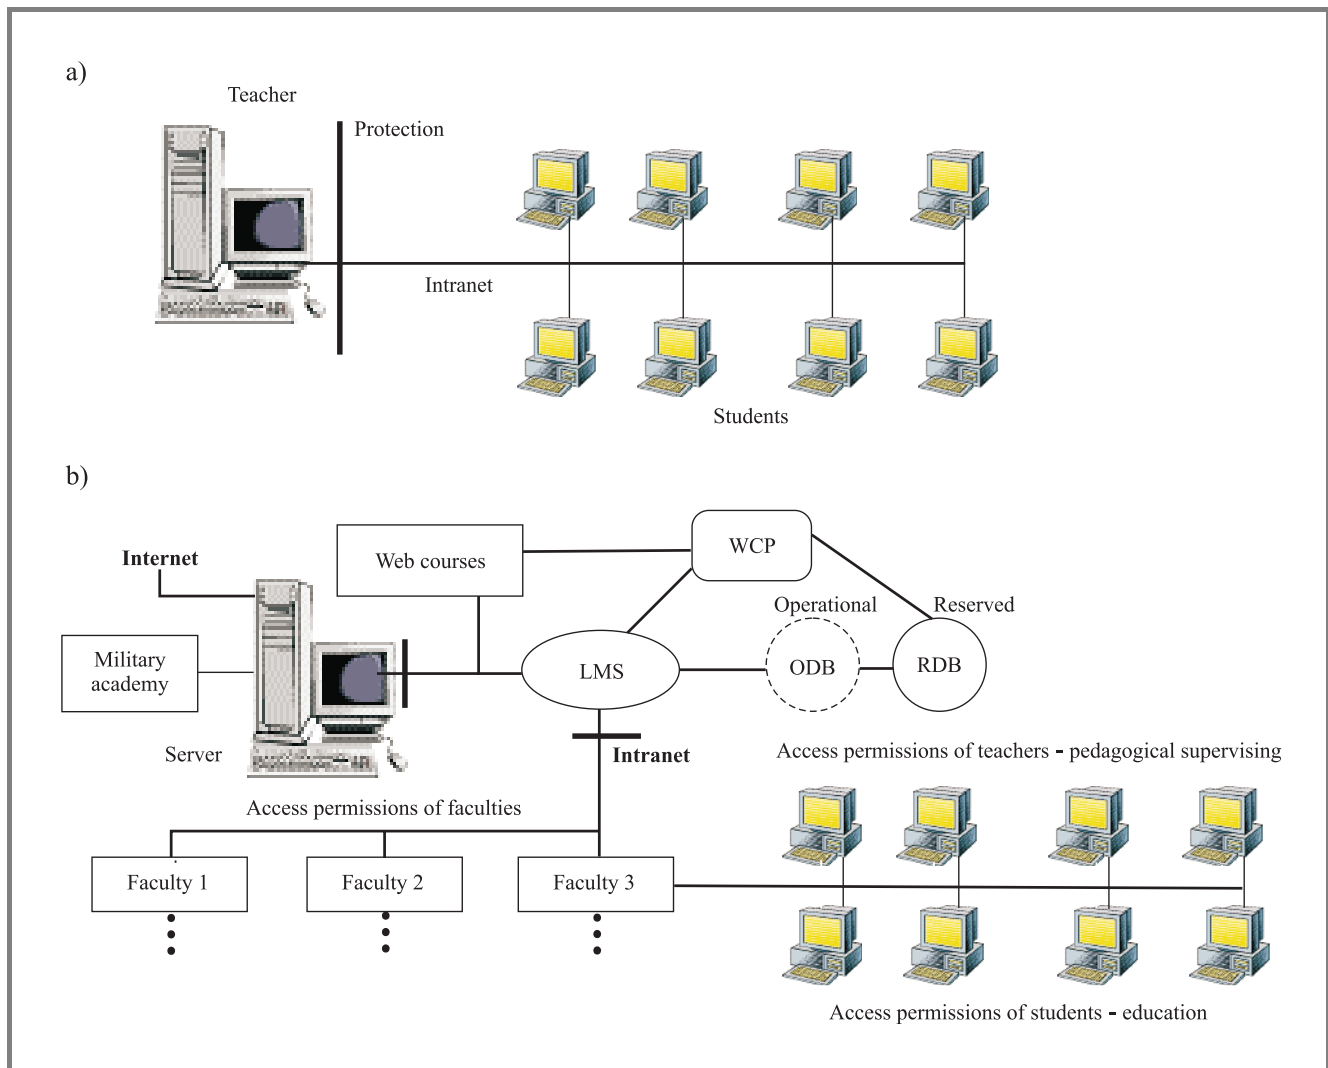 a)
Teacher
Protection
Intranet
Students
b)
Internet
Web courses
WCP
Operational
Reserved
Military
academy
LMS
ODB
RDB
Server
Intranet
Access permissions of teachers - pedagogical supervising
Access permissions of faculties
Faculty 1
Faculty 2
Faculty 3
Access permissions of students - education